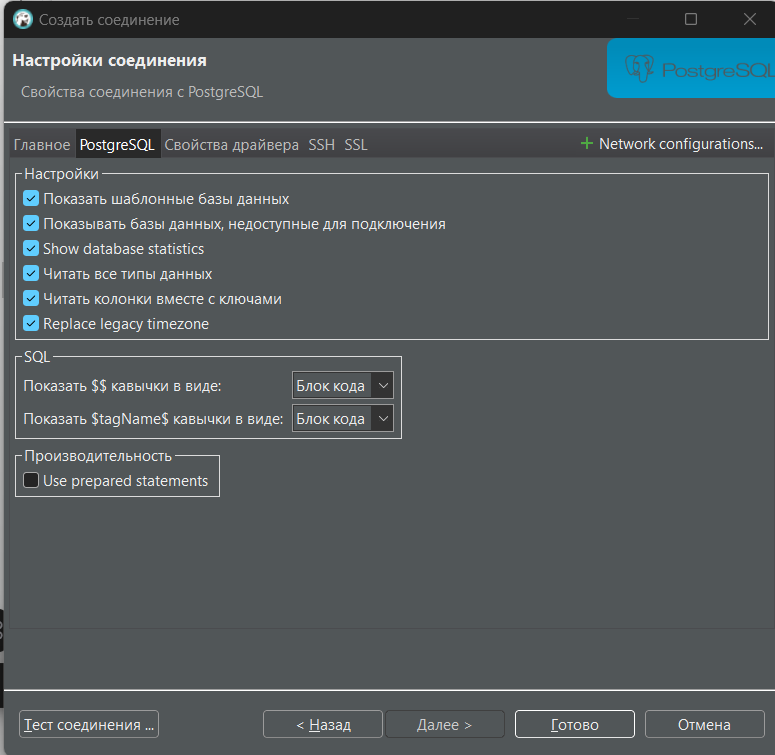 Создать соединение
Настройки соединения
Свойства соединения с PostgreSQL
PostgreSQL
Главное PostgreSQL Свойства драйвера SSH SSL + Network configurations...
Настройки
Показать шаблонные базы данных
Показывать базы данных, недоступные для подключения
Show database statistics
Читать все типы данных
Читать колонки вместе с ключами
Replace legacy timezone
SQL
Показать $$ кавычки в виде: Блок кода
Показать $tagName$ кавычки в виде: Блок кода
Производительность
Use prepared statements
Тест соединения ... < Назад Далее > Готово Отмена